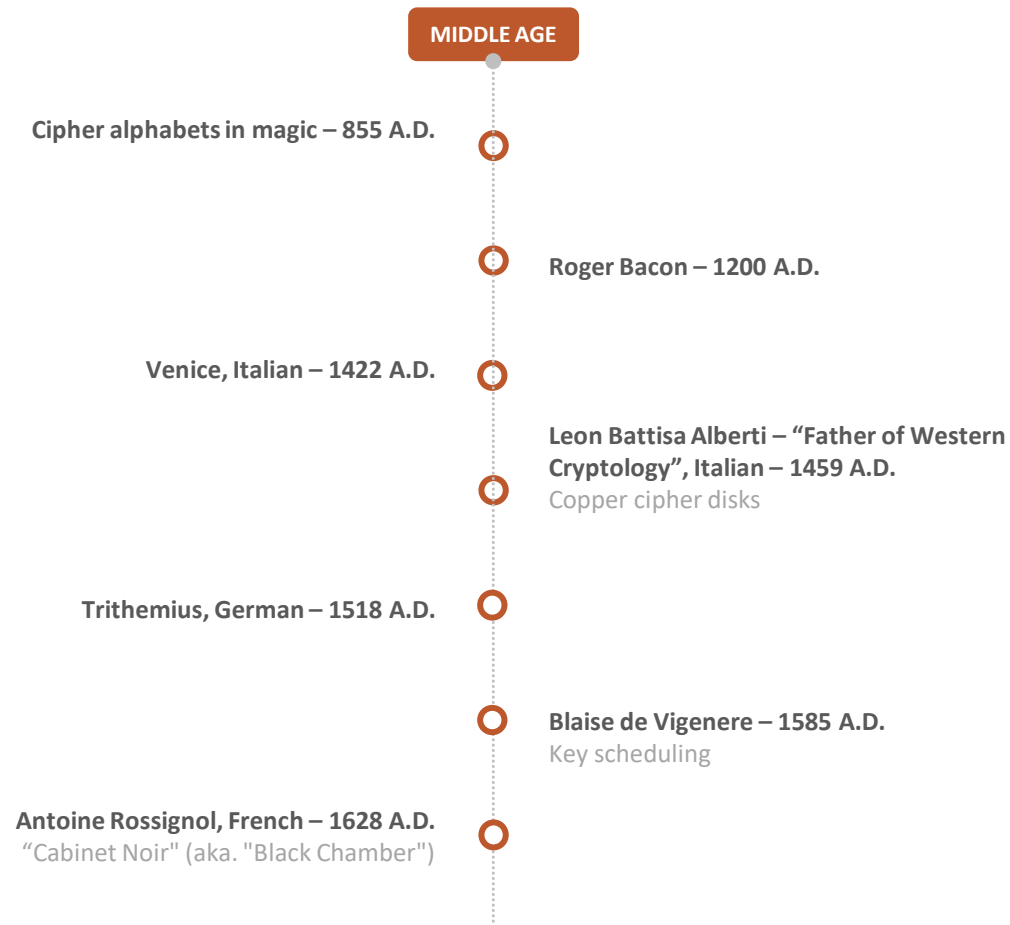 MIDDLE AGE
Cipher alphabets in magic – 855 A.D.
Roger Bacon – 1200 A.D.
Venice, Italian – 1422 A.D.
Leon Battisa Alberti – “Father of Western
Cryptology”, Italian – 1459 A.D.
Copper cipher disks
Trithemius, German – 1518 A.D.
Blaise de Vigenere – 1585 A.D.
Key scheduling
Antoine Rossignol, French – 1628 A.D.
“Cabinet Noir" (aka. "Black Chamber")